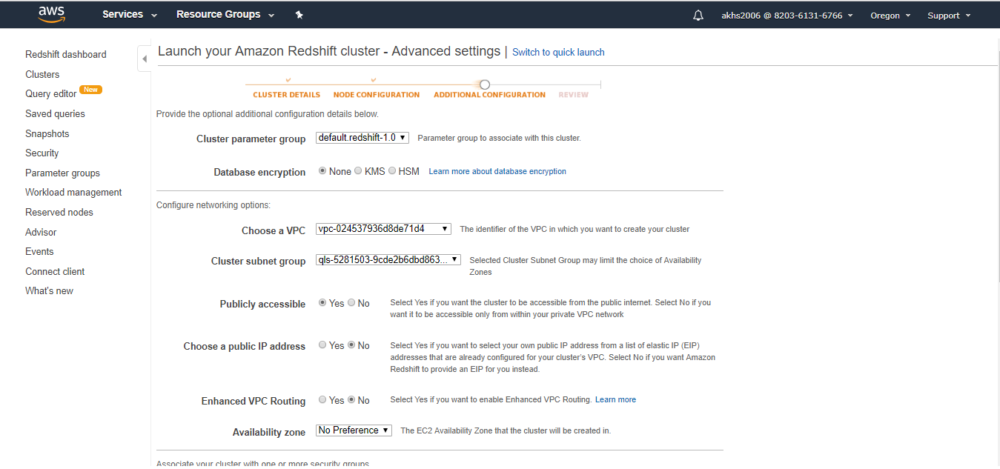 aws Services Resource Groups akhs2006 @ 8203-6131-6766 Oregon Support
Redshift dashboard
Clusters
Query editor New
Saved queries
Snapshots
Security
Parameter groups
Workload management
Reserved nodes
Advisor
Events
Connect client
What's new
Launch your Amazon Redshift cluster - Advanced settings | Switch to quick launch
CLUSTER DETAILS NODE CONFIGURATION ADDITIONAL CONFIGURATION REVIEW
Provide the optional additional configuration details below.
Cluster parameter group default.redshift-1.0 Parameter group to associate with this cluster.
Database encryption None KMS HSM Learn more about database encryption
Configure networking options:
Choose a VPC vpc-024537936d8de71d4 The identifier of the VPC in which you want to create your cluster
Cluster subnet group qls-5281503-9cde2b6dbd863... Selected Cluster Subnet Group may limit the choice of Availability
Zones
Publicly accessible Yes No Select Yes if you want the cluster to be accessible from the public internet. Select No if you
want it to be accessible only from within your private VPC network
Choose a public IP address Yes No Select Yes if you want to select your own public IP address from a list of elastic IP (EIP)
addresses that are already configured for your cluster's VPC. Select No if you want Amazon
Redshift to provide an EIP for you instead.
Enhanced VPC Routing Yes No Select Yes if you want to enable Enhanced VPC Routing. Learn more
Availability zone No Preference The EC2 Availability Zone that the cluster will be created in.
Associate your cluster with one or more security groups.